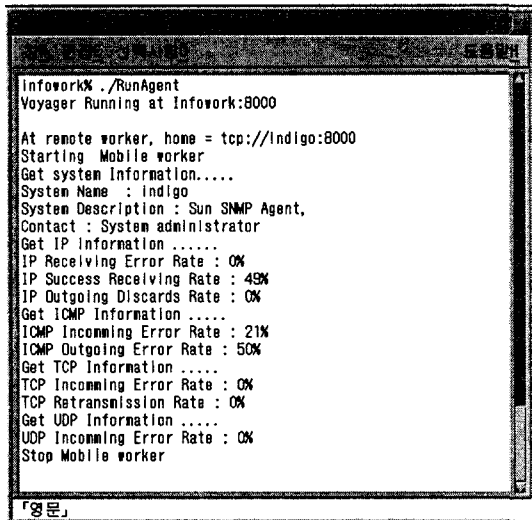 infowork% ./RunAgent
Voyager Running at Infowork:8000
At remote worker, home = tcp://indigo:8000
Starting Mobile worker
Get system Information.....
System Name : indigo
System Description : Sun SNMP Agent,
Contact : System administrator
Get IP Information ......
IP Receiving Error Rate : 0%
IP Success Receiving Rate : 49%
IP Outgoing Discards Rate : 0%
Get ICMP Information .....
ICMP Incomming Error Rate : 21%
ICMP Outgoing Error Rate : 50%
Get TCP Information .....
TCP Incomming Error Rate : 0%
TCP Retransmission Rate : 0%
Get UDP Information .....
UDP Incomming Error Rate : 0%
Stop Mobile worker
「영문」